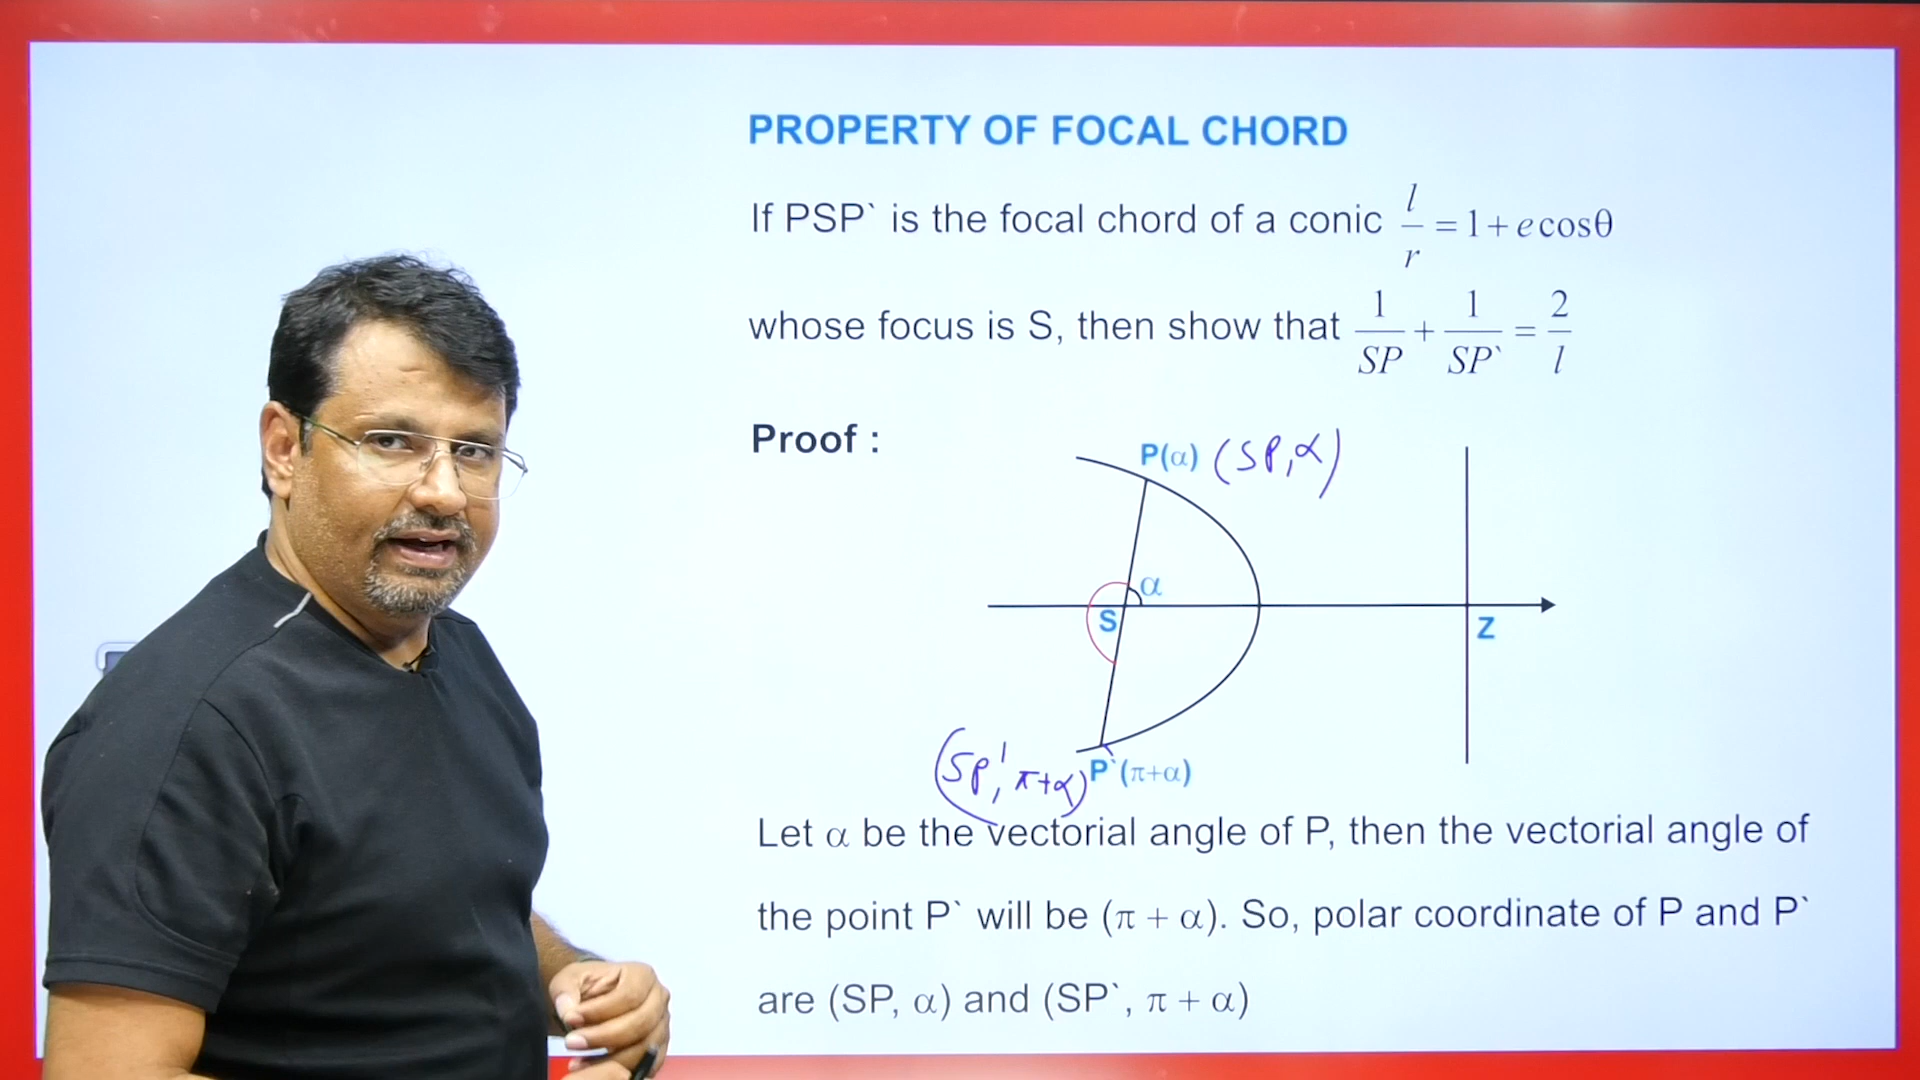 PROPERTY OF FOCAL CHORD
If PSP` is the focal chord of a conic l/r = 1 + e cosθ
whose focus is S, then show that 1/SP + 1/SP` = 2/l
Proof :
P(α) (SP, α)
α
S
Z
(SP', π+α) P`(π+α)
Let α be the vectorial angle of P, then the vectorial angle of
the point P` will be (π + α). So, polar coordinate of P and P`
are (SP, α) and (SP`, π + α)